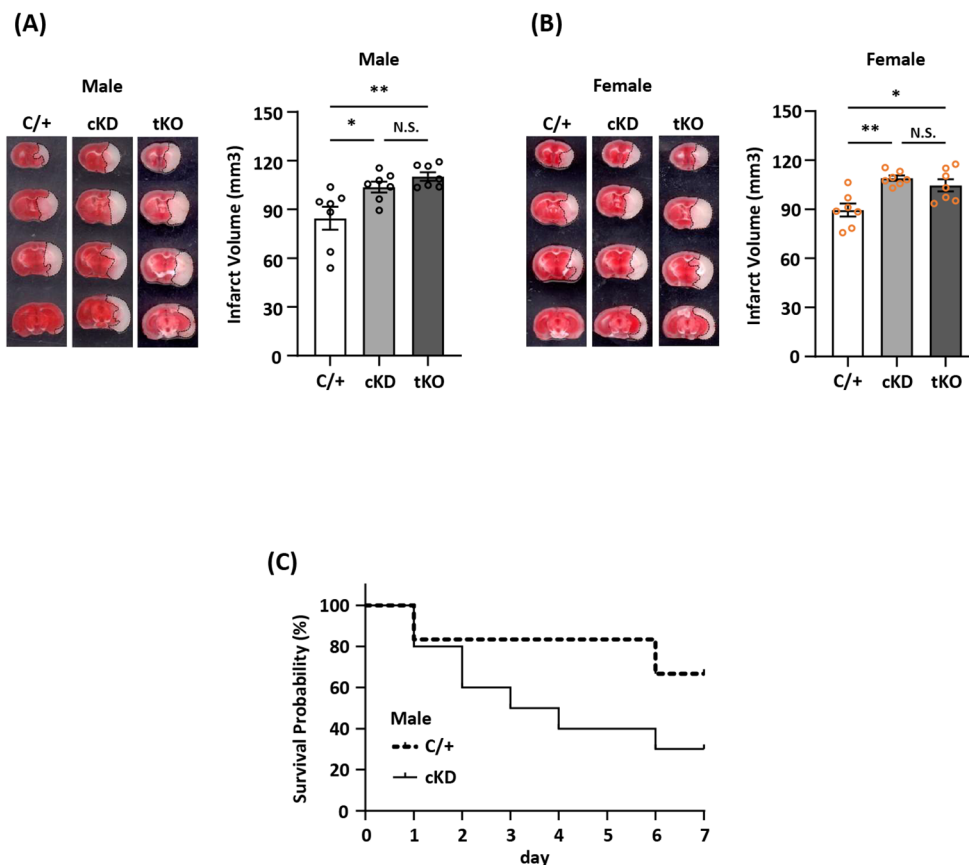 (A)
Male
C/+ cKD tKO
Male
**
*
N.S.
Infarct Volume (mm3)
150
120
90
60
30
0
C/+ cKD tKO
(B)
Female
C/+ cKD tKO
Female
*
**
N.S.
Infarct Volume (mm3)
150
120
90
60
30
0
C/+ cKD tKO
(C)
Survival Probability (%)
100
80
60
40
20
0
Male
C/+
cKD
0 1 2 3 4 5 6 7
day